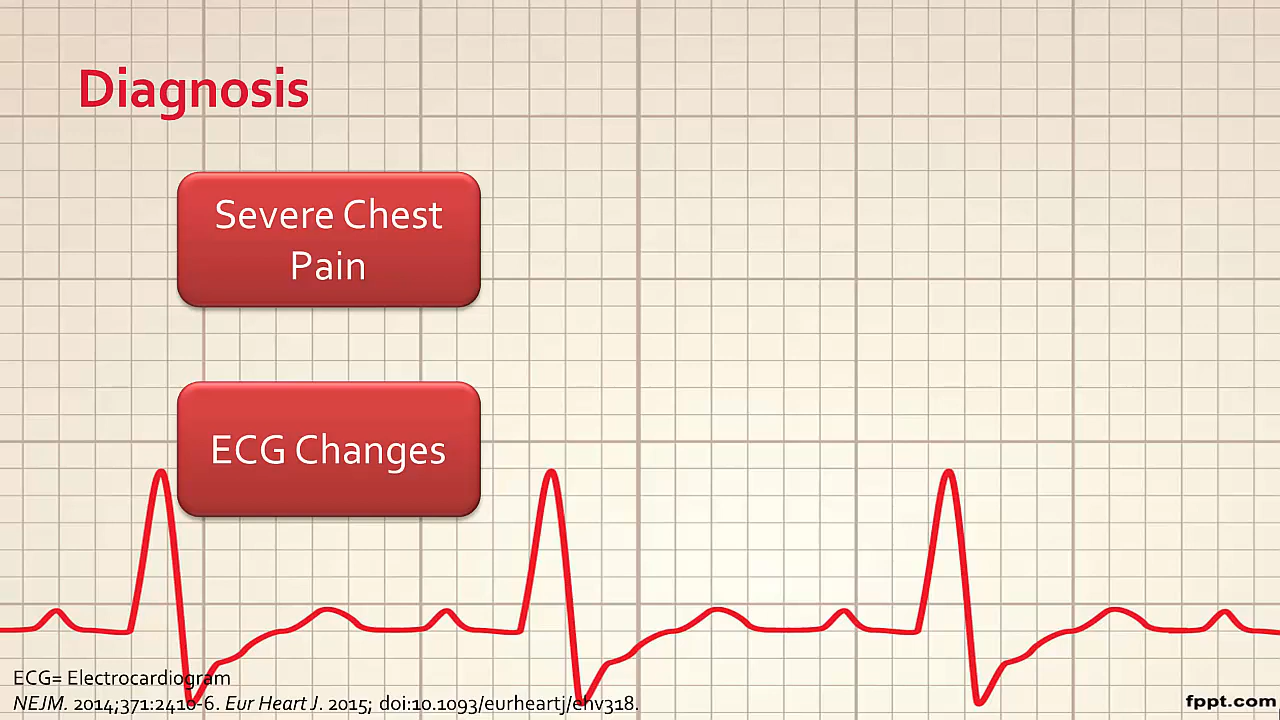 Diagnosis
Severe Chest
Pain
ECG Changes
ECG= Electrocardiogram
NEJM. 2014;371:2410-6. Eur Heart J. 2015; doi:10.1093/eurheartj/ehv318.
fppt.com